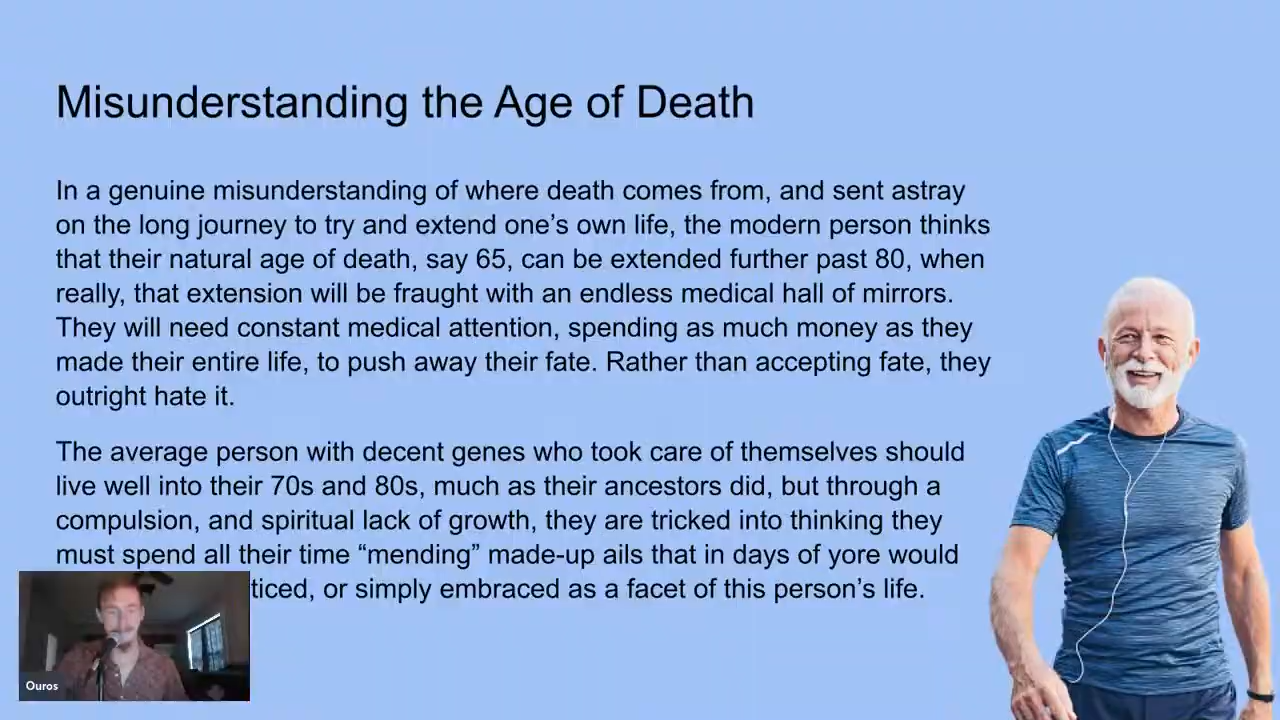 Misunderstanding the Age of Death
In a genuine misunderstanding of where death comes from, and sent astray
on the long journey to try and extend one’s own life, the modern person thinks
that their natural age of death, say 65, can be extended further past 80, when
really, that extension will be fraught with an endless medical hall of mirrors.
They will need constant medical attention, spending as much money as they
made their entire life, to push away their fate. Rather than accepting fate, they
outright hate it.
The average person with decent genes who took care of themselves should
live well into their 70s and 80s, much as their ancestors did, but through a
compulsion, and spiritual lack of growth, they are tricked into thinking they
must spend all their time “mending” made-up ails that in days of yore would
ticed, or simply embraced as a facet of this person’s life.
Ouros